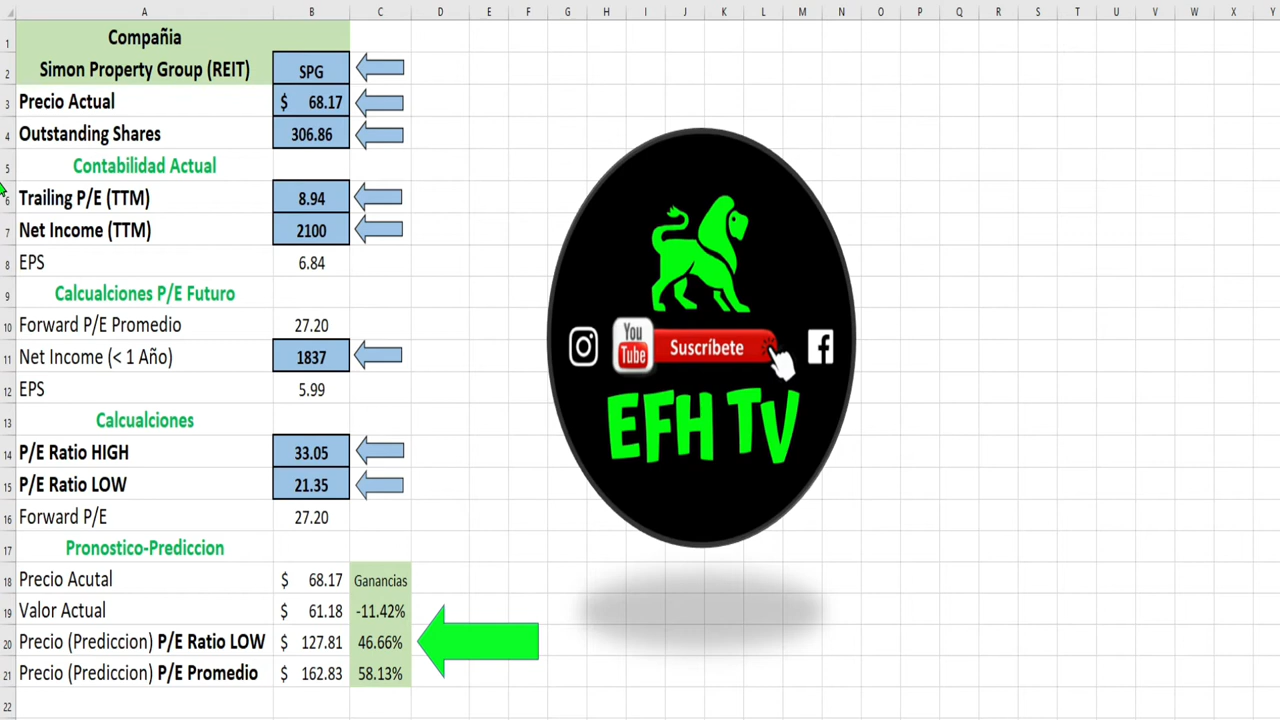 A B C D E F G H I J K L M N O P Q R S T U V W X Y
1 Compañia
2 Simon Property Group (REIT) SPG
3 Precio Actual $ 68.17
4 Outstanding Shares 306.86
5 Contabilidad Actual
6 Trailing P/E (TTM) 8.94
7 Net Income (TTM) 2100
8 EPS 6.84
9 Calcualciones P/E Futuro
10 Forward P/E Promedio 27.20
11 Net Income (< 1 Año) 1837
12 EPS 5.99
13 Calcualciones
14 P/E Ratio HIGH 33.05
15 P/E Ratio LOW 21.35
16 Forward P/E 27.20
17 Pronostico-Prediccion
18 Precio Acutal $ 68.17 Ganancias
19 Valor Actual $ 61.18 -11.42%
20 Precio (Prediccion) P/E Ratio LOW $ 127.81 46.66%
21 Precio (Prediccion) P/E Promedio $ 162.83 58.13%
22
You
Tube
Suscríbete
EFH TV